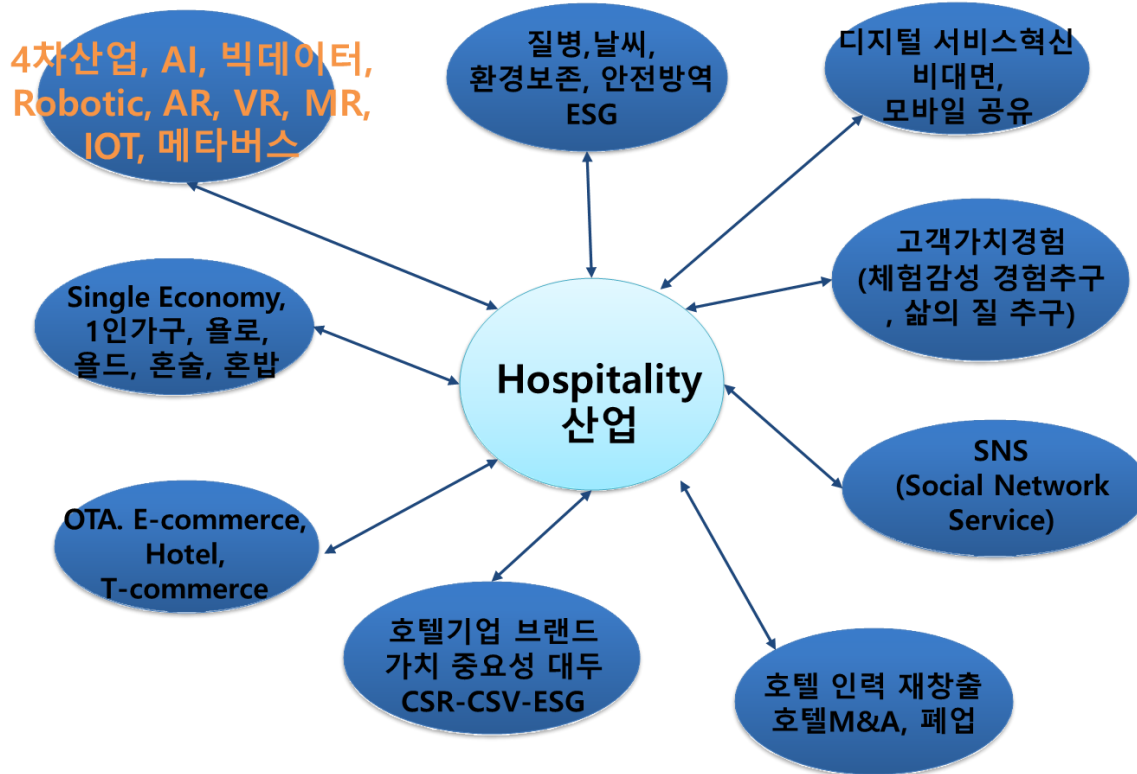 4차산업, AI, 빅데이터,
Robotic, AR, VR, MR,
IOT, 메타버스
질병,날씨,
환경보존, 안전방역
ESG
디지털 서비스혁신
비대면,
모바일 공유
고객가치경험
(체험감성 경험추구
, 삶의 질 추구)
Single Economy,
1인가구, 욜로,
욜드, 혼술, 혼밥
Hospitality
산업
SNS
(Social Network
Service)
OTA. E-commerce,
Hotel,
T-commerce
호텔기업 브랜드
가치 중요성 대두
CSR-CSV-ESG
호텔 인력 재창출
호텔M&A, 폐업